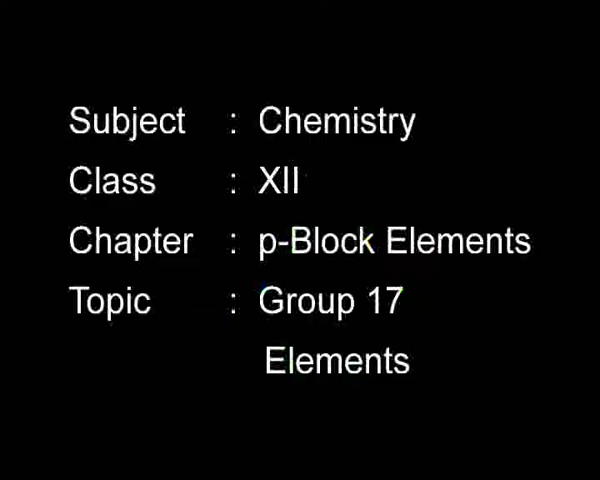 Subject : Chemistry
Class : XII
Chapter : p-Block Elements
Topic : Group 17
Elements